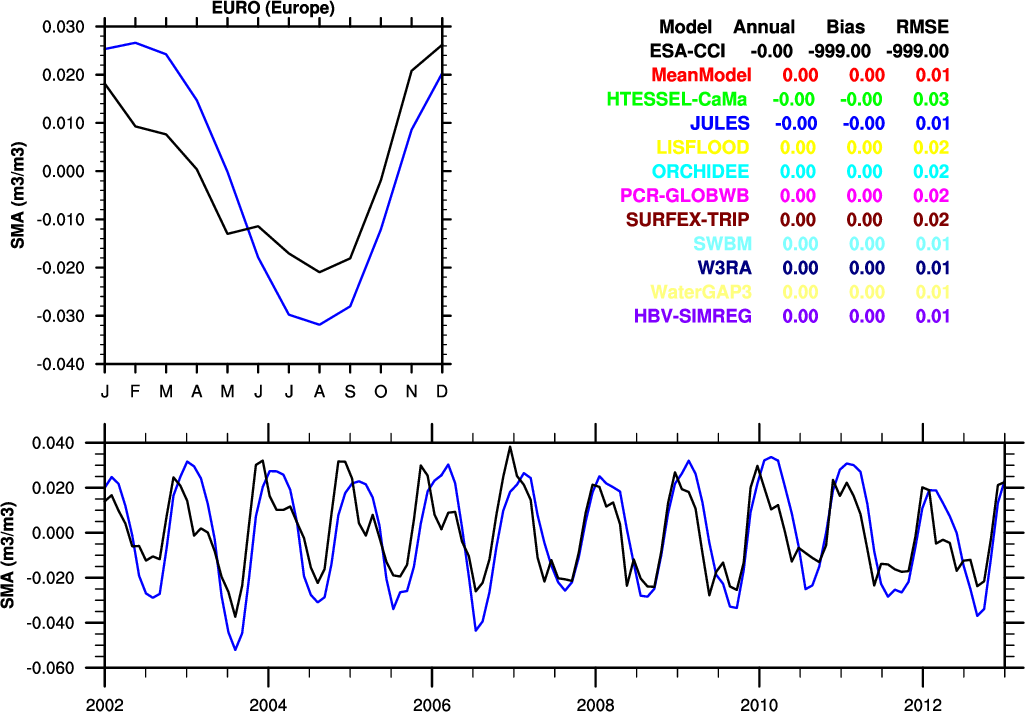 EURO (Europe)
0.030
0.020
0.010
0.000
-0.010
-0.020
-0.030
-0.040
SMA (m3/m3)
J F M A M J J A S O N D
Model Annual Bias RMSE
ESA-CCI -0.00 -999.00 -999.00
MeanModel 0.00 0.00 0.01
HTESSEL-CaMa -0.00 -0.00 0.03
JULES -0.00 -0.00 0.01
LISFLOOD 0.00 0.00 0.02
ORCHIDEE 0.00 0.00 0.02
PCR-GLOBWB 0.00 0.00 0.02
SURFEX-TRIP 0.00 0.00 0.02
SWBM 0.00 0.00 0.01
W3RA 0.00 0.00 0.01
WaterGAP3 0.00 0.00 0.01
HBV-SIMREG 0.00 0.00 0.01
0.040
0.020
0.000
-0.020
-0.040
-0.060
SMA (m3/m3)
2002 2004 2006 2008 2010 2012